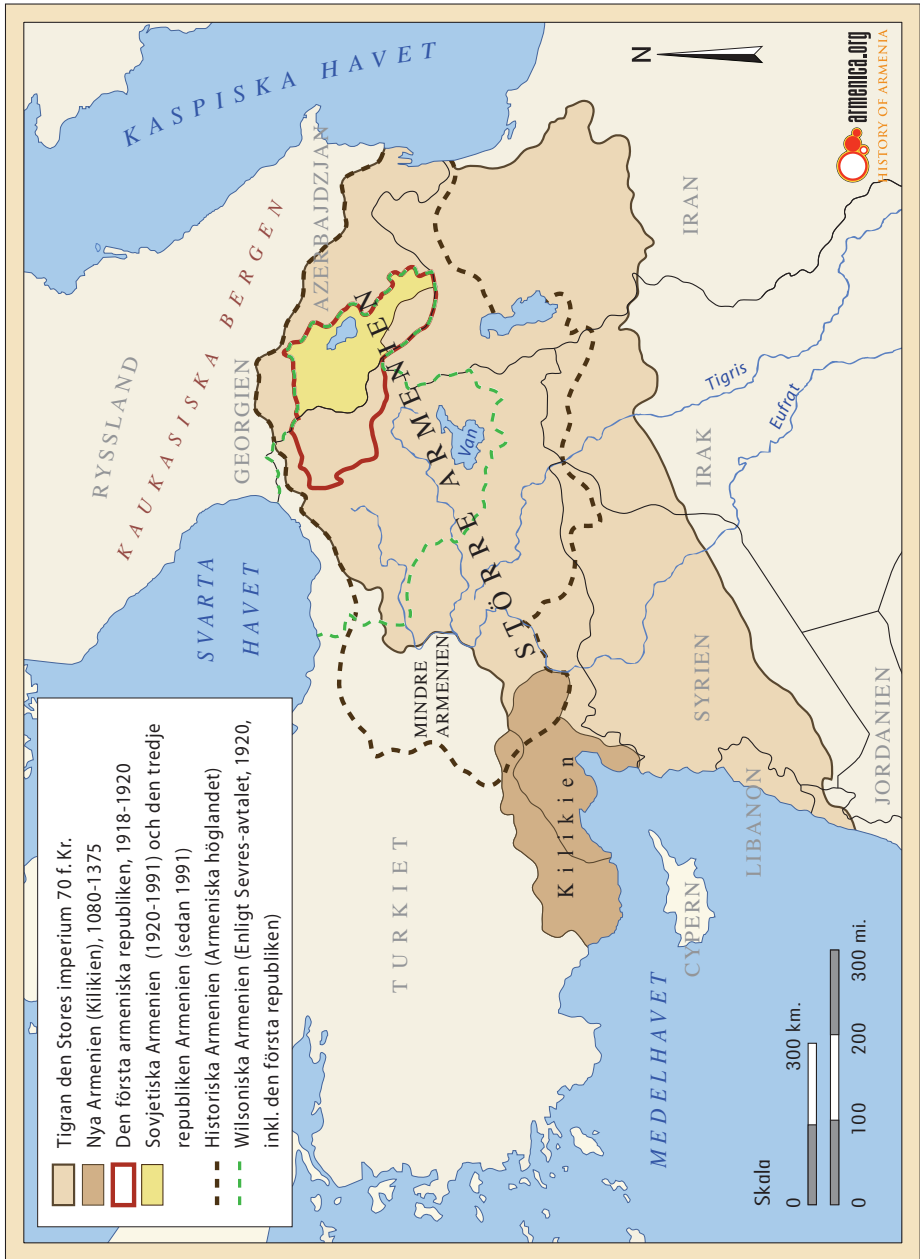 Tigran den Stores imperium 70 f. Kr.
Nya Armenien (Kilikien), 1080-1375
Den första armeniska republiken, 1918-1920
Sovjetiska Armenien (1920-1991) och den tredje
republiken Armenien (sedan 1991)
Historiska Armenien (Armeniska höglandet)
Wilsoniska Armenien (Enligt Sevres-avtalet, 1920,
inkl. den första republiken)
RYSSLAND
KASPISKA HAVET
KAUKASISKA BERGEN
SVARTA
HAVET
GEORGIEN
AZERBAJDZJAN
STÖRRE ARMENIEN
MINDRE
ARMENIEN
Van
TURKIET
Kilikien
Tigris
Eufrat
IRAN
IRAK
SYRIEN
CYPERN
LIBANON
JORDANIEN
MEDELHAVET
Skala
0
300 km.
0
100
200
300 mi.
N
armenica.org
HISTORY OF ARMENIA